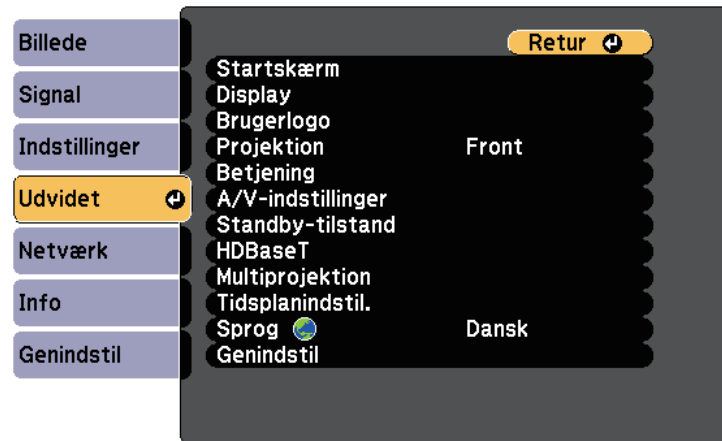 Billede
Signal
Indstillinger
Udvidet
Netværk
Info
Genindstil
Retur
Startskærm
Display
Brugerlogo
Projektion Front
Betjening
A/V-indstillinger
Standby-tilstand
HDBaseT
Multiprojektion
Tidsplanindstil.
Sprog Dansk
Genindstil